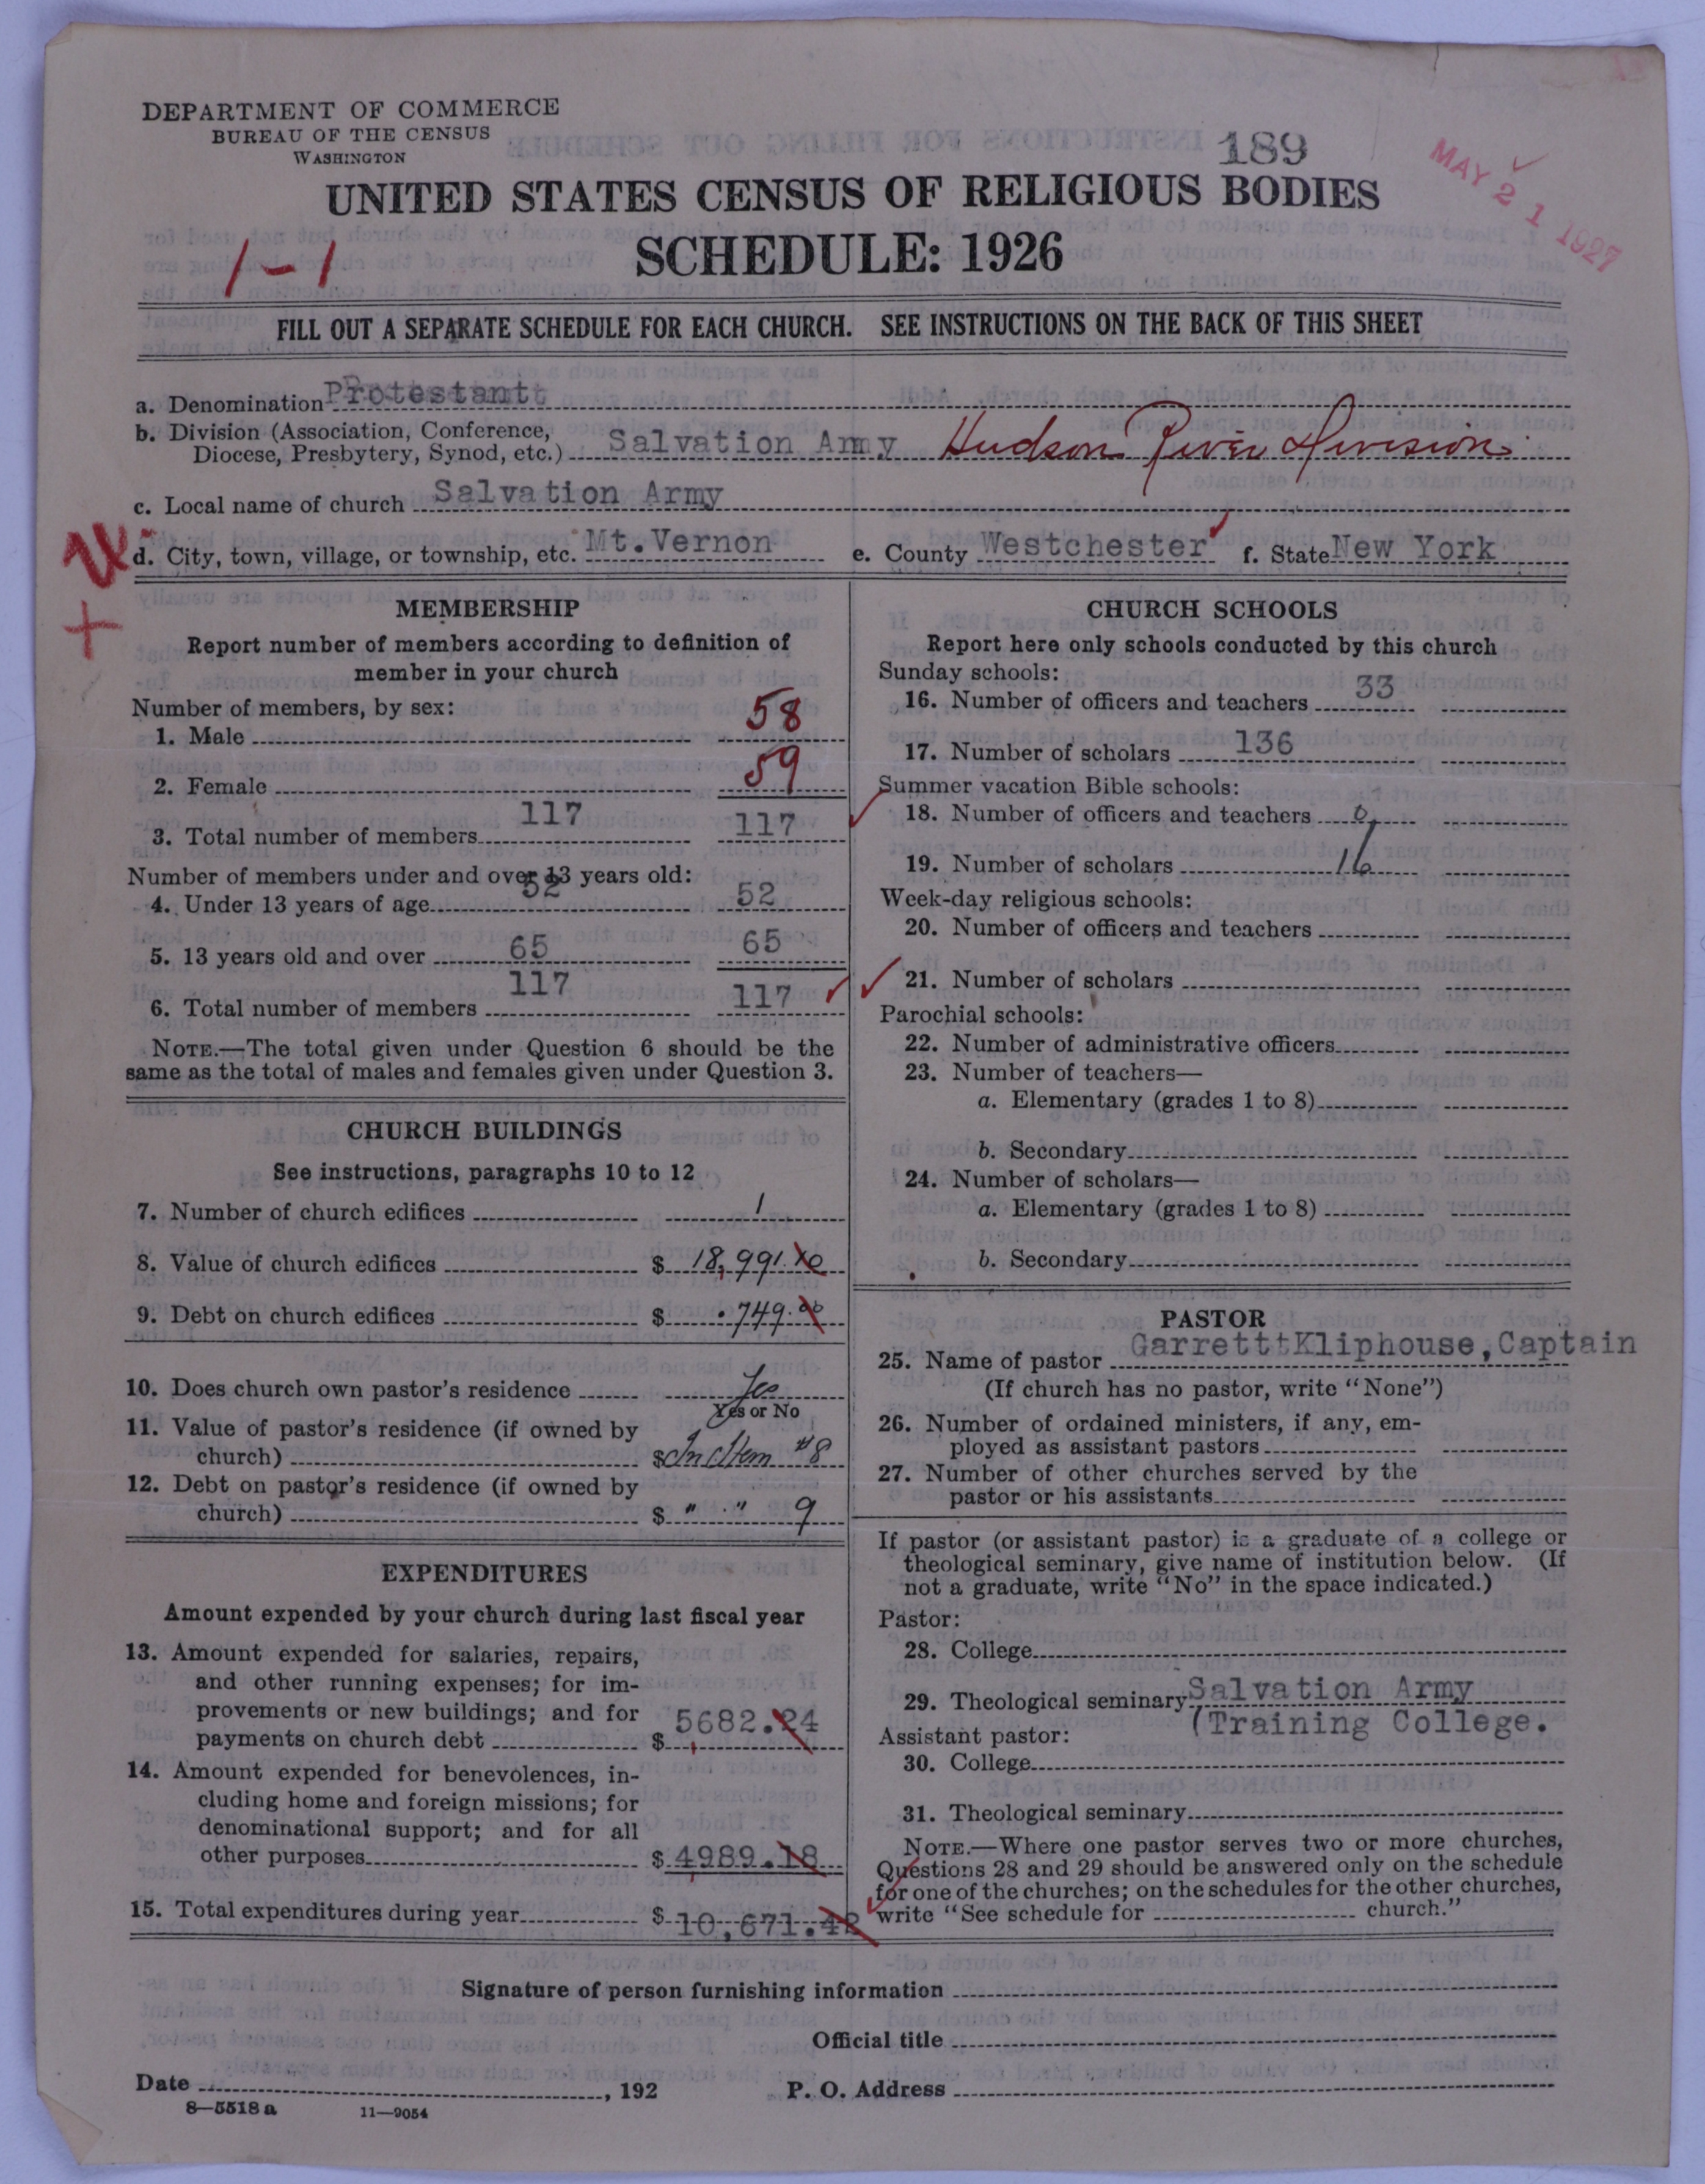 DEPARTMENT OF COMMERCE
BUREAU OF THE CENSUS
WASHINGTON
189
MAY 21 1927
UNITED STATES CENSUS OF RELIGIOUS BODIES
1-1
SCHEDULE: 1926
FILL OUT A SEPARATE SCHEDULE FOR EACH CHURCH. SEE INSTRUCTIONS ON THE BACK OF THIS SHEET
a. Denomination Protestant
b. Division (Association, Conference,
Diocese, Presbytery, Synod, etc.) Salvation Army Hudson River Division
c. Local name of church Salvation Army
d. City, town, village, or township, etc. Mt. Vernon e. County Westchester f. State New York
MEMBERSHIP
Report number of members according to definition of
member in your church
Number of members, by sex:
1. Male 58
2. Female 59
3. Total number of members 117 117
Number of members under and over 13 years old:
4. Under 13 years of age 52 52
5. 13 years old and over 65 65
6. Total number of members 117 117
NOTE.—The total given under Question 6 should be the
same as the total of males and females given under Question 3.
CHURCH BUILDINGS
See instructions, paragraphs 10 to 12
7. Number of church edifices 1
8. Value of church edifices $ 18,991.10
9. Debt on church edifices $ 749.00
10. Does church own pastor's residence Yes
Yes or No
11. Value of pastor's residence (if owned by
church) $ In Item #8
12. Debt on pastor's residence (if owned by
church) $ " " 9
EXPENDITURES
Amount expended by your church during last fiscal year
13. Amount expended for salaries, repairs,
and other running expenses; for im-
provements or new buildings; and for
payments on church debt $ 5682.24
14. Amount expended for benevolences, in-
cluding home and foreign missions; for
denominational support; and for all
other purposes $ 4989.18
15. Total expenditures during year $ 10,671.42
CHURCH SCHOOLS
Report here only schools conducted by this church
Sunday schools:
16. Number of officers and teachers 33
17. Number of scholars 136
Summer vacation Bible schools:
18. Number of officers and teachers 0
19. Number of scholars 16
Week-day religious schools:
20. Number of officers and teachers
21. Number of scholars
Parochial schools:
22. Number of administrative officers
23. Number of teachers—
a. Elementary (grades 1 to 8)
b. Secondary
24. Number of scholars—
a. Elementary (grades 1 to 8)
b. Secondary
PASTOR
25. Name of pastor Garrett Kliphouse, Captain
(If church has no pastor, write "None")
26. Number of ordained ministers, if any, em-
ployed as assistant pastors
27. Number of other churches served by the
pastor or his assistants
If pastor (or assistant pastor) is a graduate of a college or
theological seminary, give name of institution below. (If
not a graduate, write "No" in the space indicated.)
Pastor:
28. College
29. Theological seminary Salvation Army
(Training College.
Assistant pastor:
30. College
31. Theological seminary
NOTE.—Where one pastor serves two or more churches,
Questions 28 and 29 should be answered only on the schedule
for one of the churches; on the schedules for the other churches,
write "See schedule for church."
Signature of person furnishing information
Official title
Date , 192 P. O. Address
8—5518a 11—9054